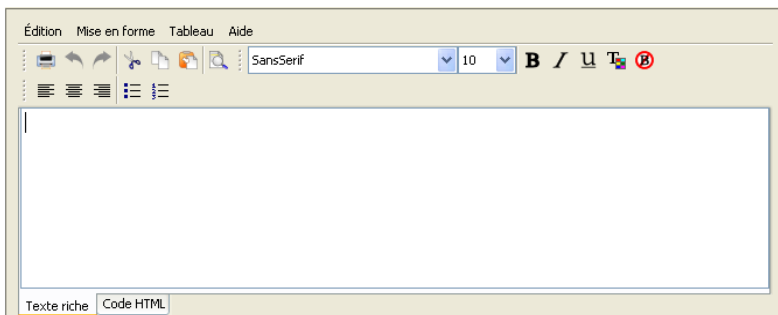 Édition Mise en forme Tableau Aide
SansSerif 10 B I U T B
Texte riche Code HTML